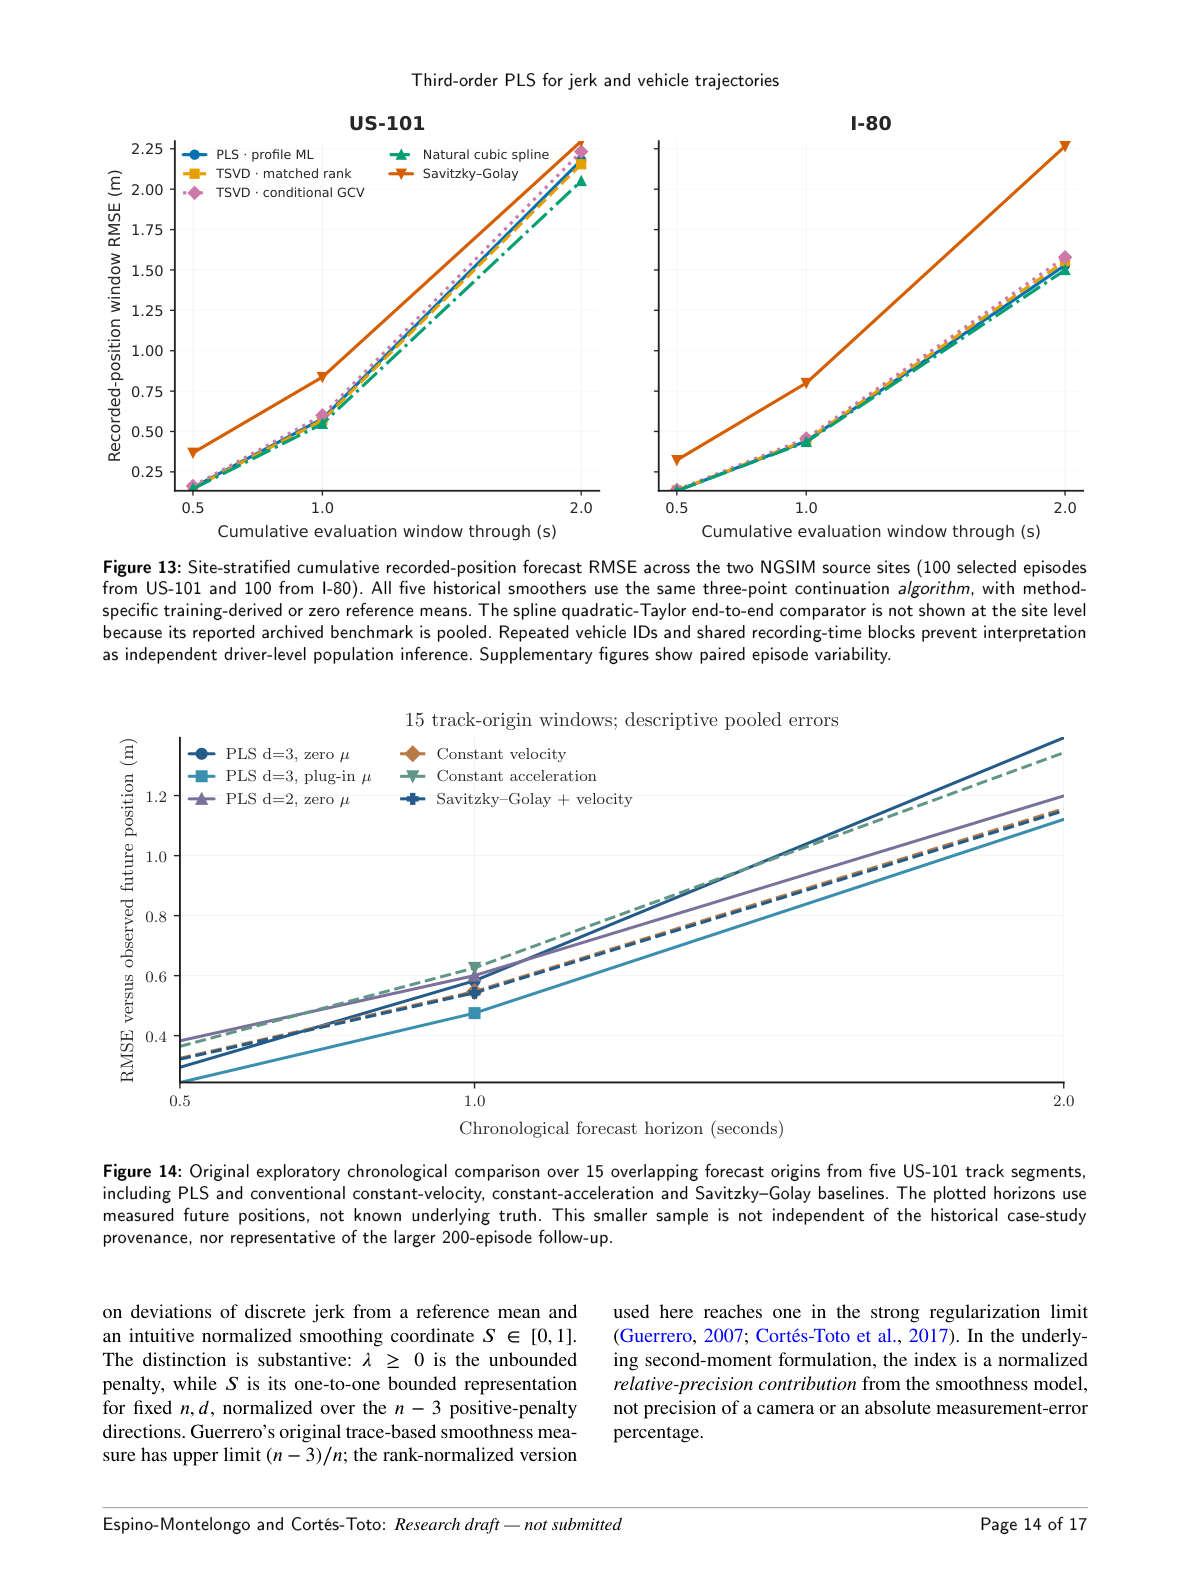 Third-order PLS for jerk and vehicle trajectories
US-101
I-80
Recorded-position window RMSE (m)
2.25
2.00
1.75
1.50
1.25
1.00
0.75
0.50
0.25
PLS · profile ML
TSVD · matched rank
TSVD · conditional GCV
Natural cubic spline
Savitzky–Golay
0.5
1.0
2.0
Cumulative evaluation window through (s)
0.5
1.0
2.0
Cumulative evaluation window through (s)
Figure 13: Site-stratified cumulative recorded-position forecast RMSE across the two NGSIM source sites (100 selected episodes
from US-101 and 100 from I-80). All five historical smoothers use the same three-point continuation algorithm, with method-
specific training-derived or zero reference means. The spline quadratic-Taylor end-to-end comparator is not shown at the site level
because its reported archived benchmark is pooled. Repeated vehicle IDs and shared recording-time blocks prevent interpretation
as independent driver-level population inference. Supplementary figures show paired episode variability.
15 track-origin windows; descriptive pooled errors
RMSE versus observed future position (m)
1.2
1.0
0.8
0.6
0.4
PLS d=3, zero μ
PLS d=3, plug-in μ
PLS d=2, zero μ
Constant velocity
Constant acceleration
Savitzky–Golay + velocity
0.5
1.0
2.0
Chronological forecast horizon (seconds)
Figure 14: Original exploratory chronological comparison over 15 overlapping forecast origins from five US-101 track segments,
including PLS and conventional constant-velocity, constant-acceleration and Savitzky–Golay baselines. The plotted horizons use
measured future positions, not known underlying truth. This smaller sample is not independent of the historical case-study
provenance, nor representative of the larger 200-episode follow-up.
on deviations of discrete jerk from a reference mean and
an intuitive normalized smoothing coordinate S ∈ [0, 1].
The distinction is substantive: λ ≥ 0 is the unbounded
penalty, while S is its one-to-one bounded representation
for fixed n, d, normalized over the n − 3 positive-penalty
directions. Guerrero's original trace-based smoothness mea-
sure has upper limit (n − 3)/n; the rank-normalized version
used here reaches one in the strong regularization limit
(Guerrero, 2007; Cortés-Toto et al., 2017). In the underly-
ing second-moment formulation, the index is a normalized
relative-precision contribution from the smoothness model,
not precision of a camera or an absolute measurement-error
percentage.
Espino-Montelongo and Cortés-Toto: Research draft — not submitted
Page 14 of 17